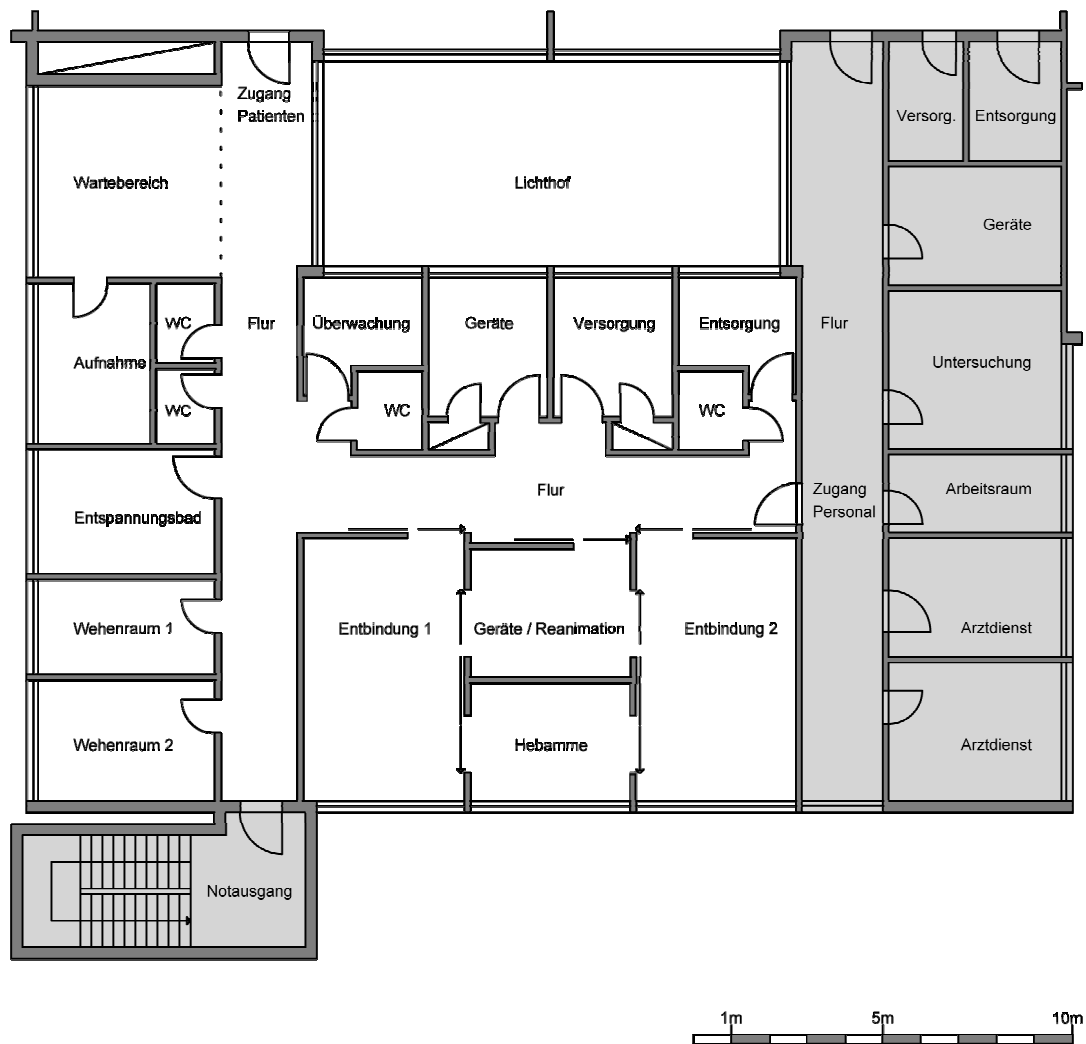 Zugang
Patienten
Versorg.
Entsorgung
Wartebereich
Lichthof
Geräte
WC
Flur
Überwachung
Geräte
Versorgung
Entsorgung
Flur
Aufnahme
Untersuchung
WC
WC
WC
Entspannungsbad
Flur
Zugang
Personal
Arbeitsraum
Wehenraum 1
Entbindung 1
Geräte / Reanimation
Entbindung 2
Arztdienst
Wehenraum 2
Hebamme
Arztdienst
Notausgang
1m
5m
10m